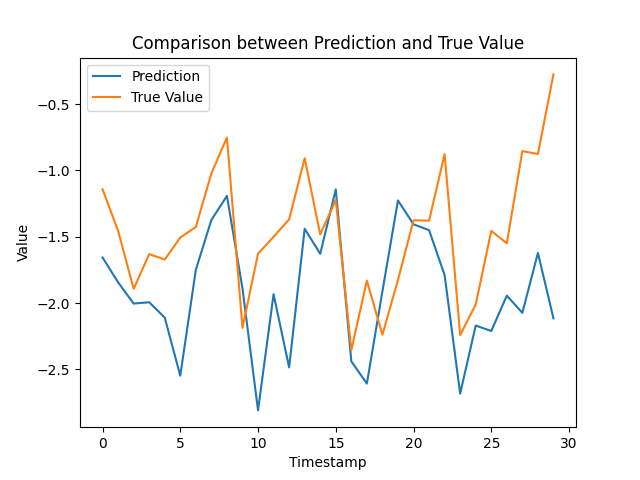 Comparison between Prediction and True Value
Prediction
True Value
−0.5
−1.0
−1.5
−2.0
−2.5
Value
0 5 10 15 20 25 30
Timestamp